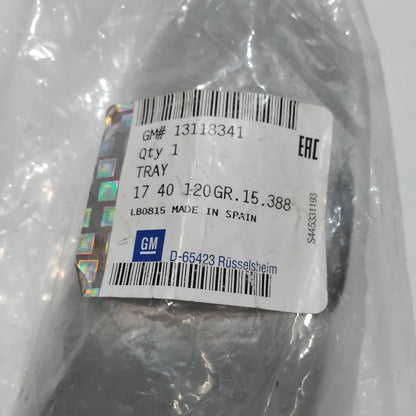 GM# 13118341
Qty 1
TRAY
17 40 120GR.15.388
LB0815 MADE IN SPAIN
EAC
S445331193
GM
D-65423 Rüsselsheim